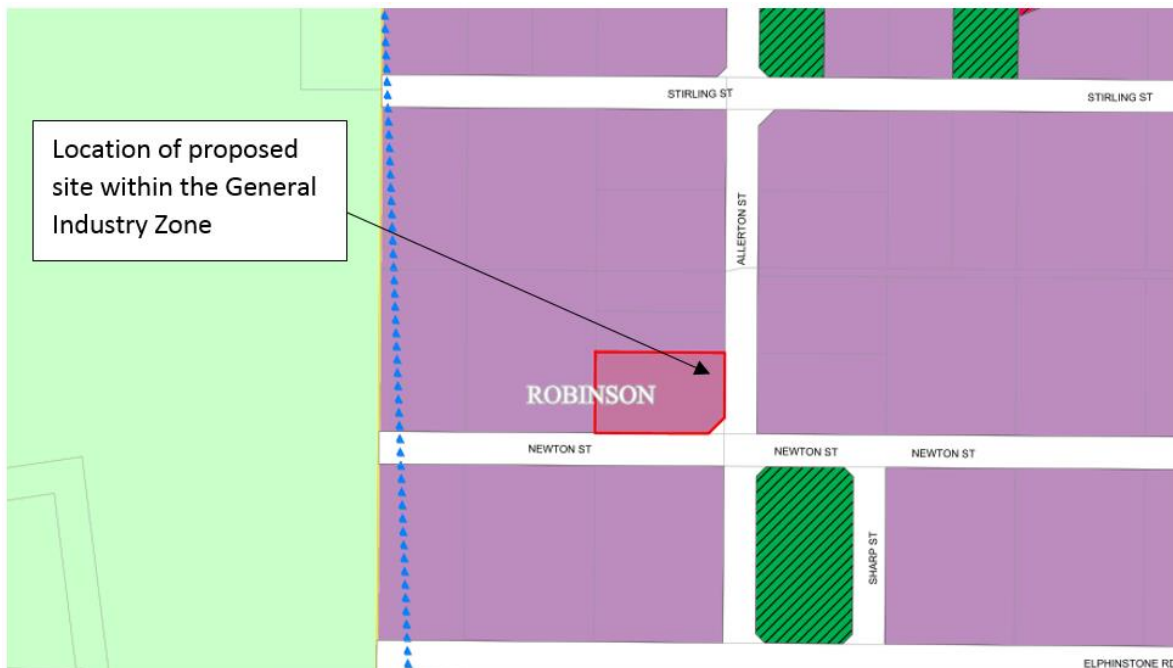 STIRLING ST
STIRLING ST
Location of proposed
site within the General
Industry Zone
ALLERTON ST
ROBINSON
NEWTON ST
NEWTON ST
NEWTON ST
SHARP ST
ELPHINSTONE RD